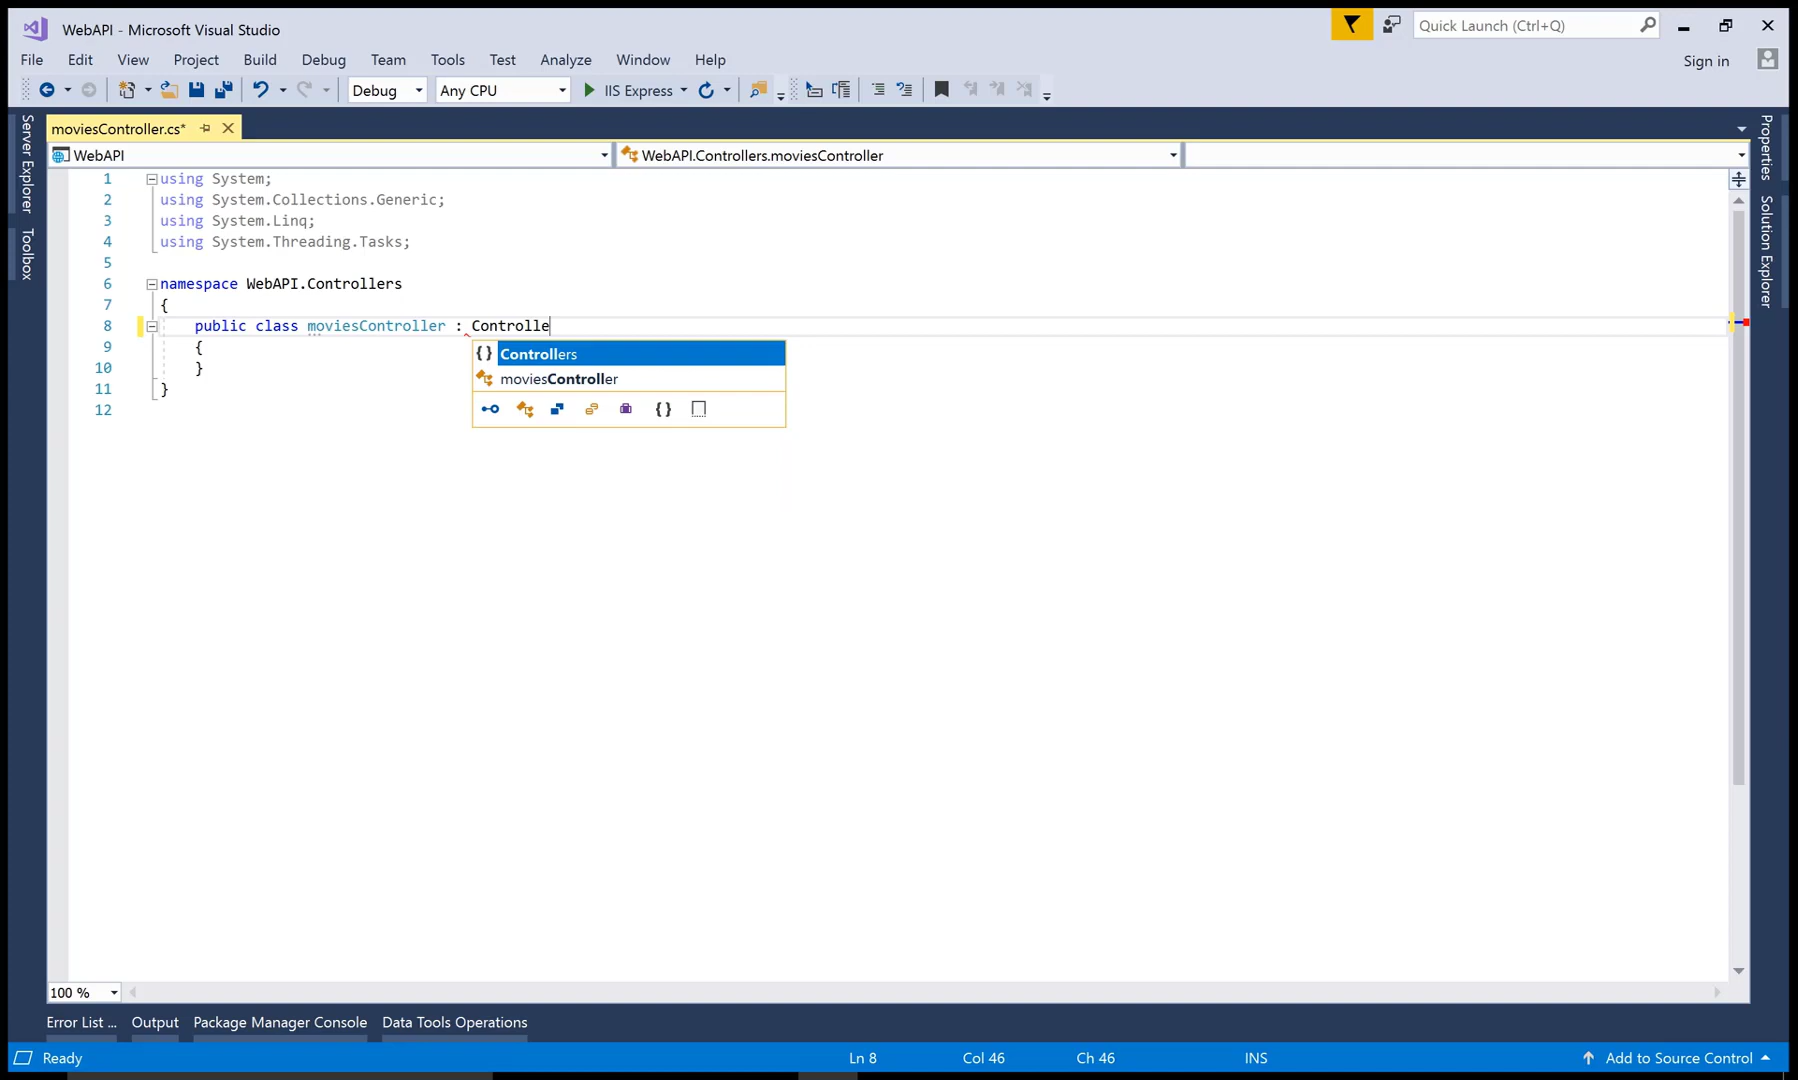 WebAPI - Microsoft Visual Studio
Quick Launch (Ctrl+Q)
File Edit View Project Build Debug Team Tools Test Analyze Window Help
Sign in
Debug Any CPU IIS Express
Server Explorer
Toolbox
Properties
Solution Explorer
moviesController.cs*
WebAPI WebAPI.Controllers.moviesController
1 using System;
2 using System.Collections.Generic;
3 using System.Linq;
4 using System.Threading.Tasks;
5
6 namespace WebAPI.Controllers
7 {
8 public class moviesController : Controlle
9 {
10 }
11 }
12
{ } Controllers
moviesController
{ }
100 %
Error List ... Output Package Manager Console Data Tools Operations
Ready Ln 8 Col 46 Ch 46 INS Add to Source Control